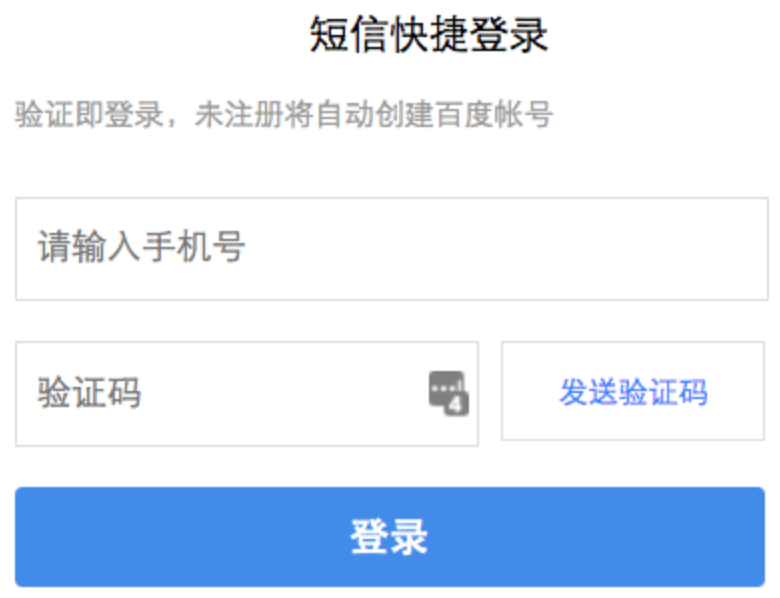 短信快捷登录
验证即登录，未注册将自动创建百度帐号
请输入手机号
验证码
4
发送验证码
登录